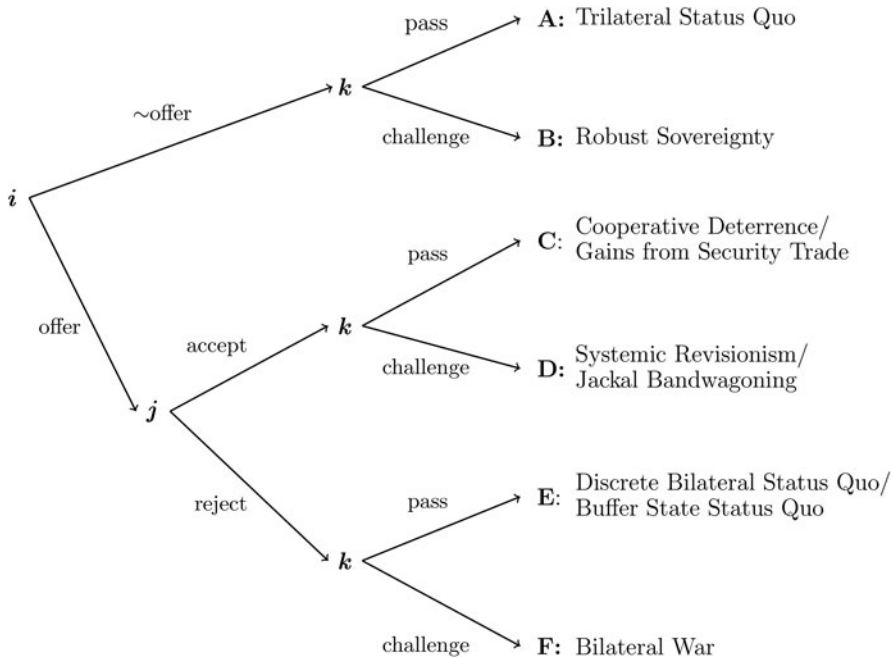 pass
A: Trilateral Status Quo
k
~offer
challenge
B: Robust Sovereignty
i
C: Cooperative Deterrence/
Gains from Security Trade
pass
offer
accept
k
challenge
D: Systemic Revisionism/
Jackal Bandwagoning
j
reject
pass
E: Discrete Bilateral Status Quo/
Buffer State Status Quo
k
challenge
F: Bilateral War